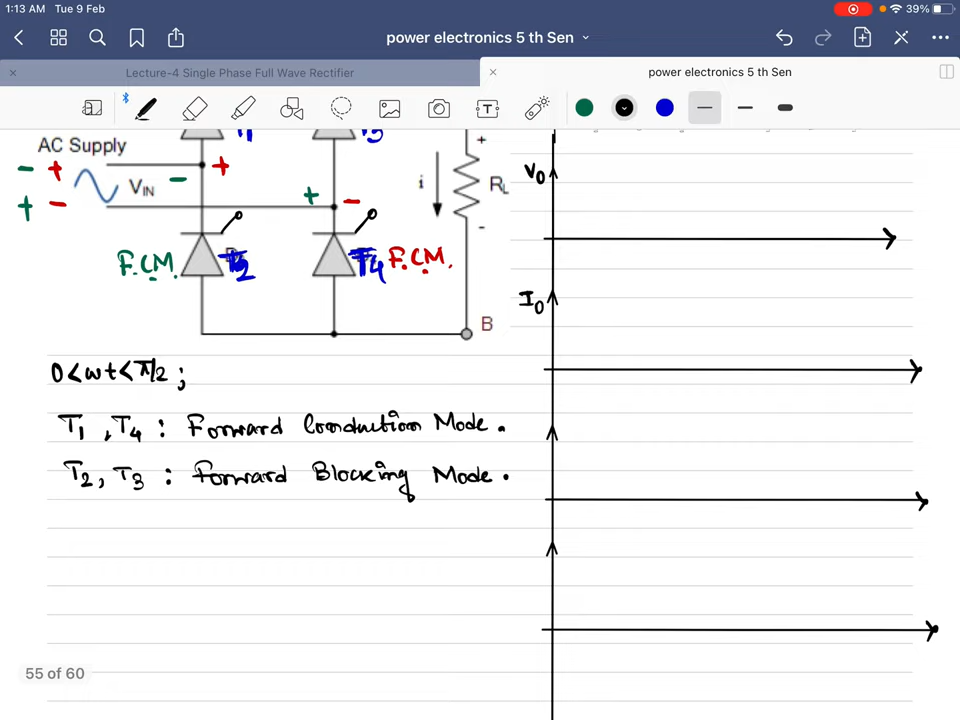 1:13 AM Tue 9 Feb
39%
power electronics 5 th Sen
Lecture-4 Single Phase Full Wave Rectifier
power electronics 5 th Sen
AC Supply
- +
+ -
VIN
+
-
+
-
+
i
RL
-
F.C.M.
T2
T4
F.C.M.
B
0<wt<π/2 ;
T1 , T4 : Forward Conduction Mode.
T2, T3 : Forward Blocking Mode.
V0
I0
55 of 60